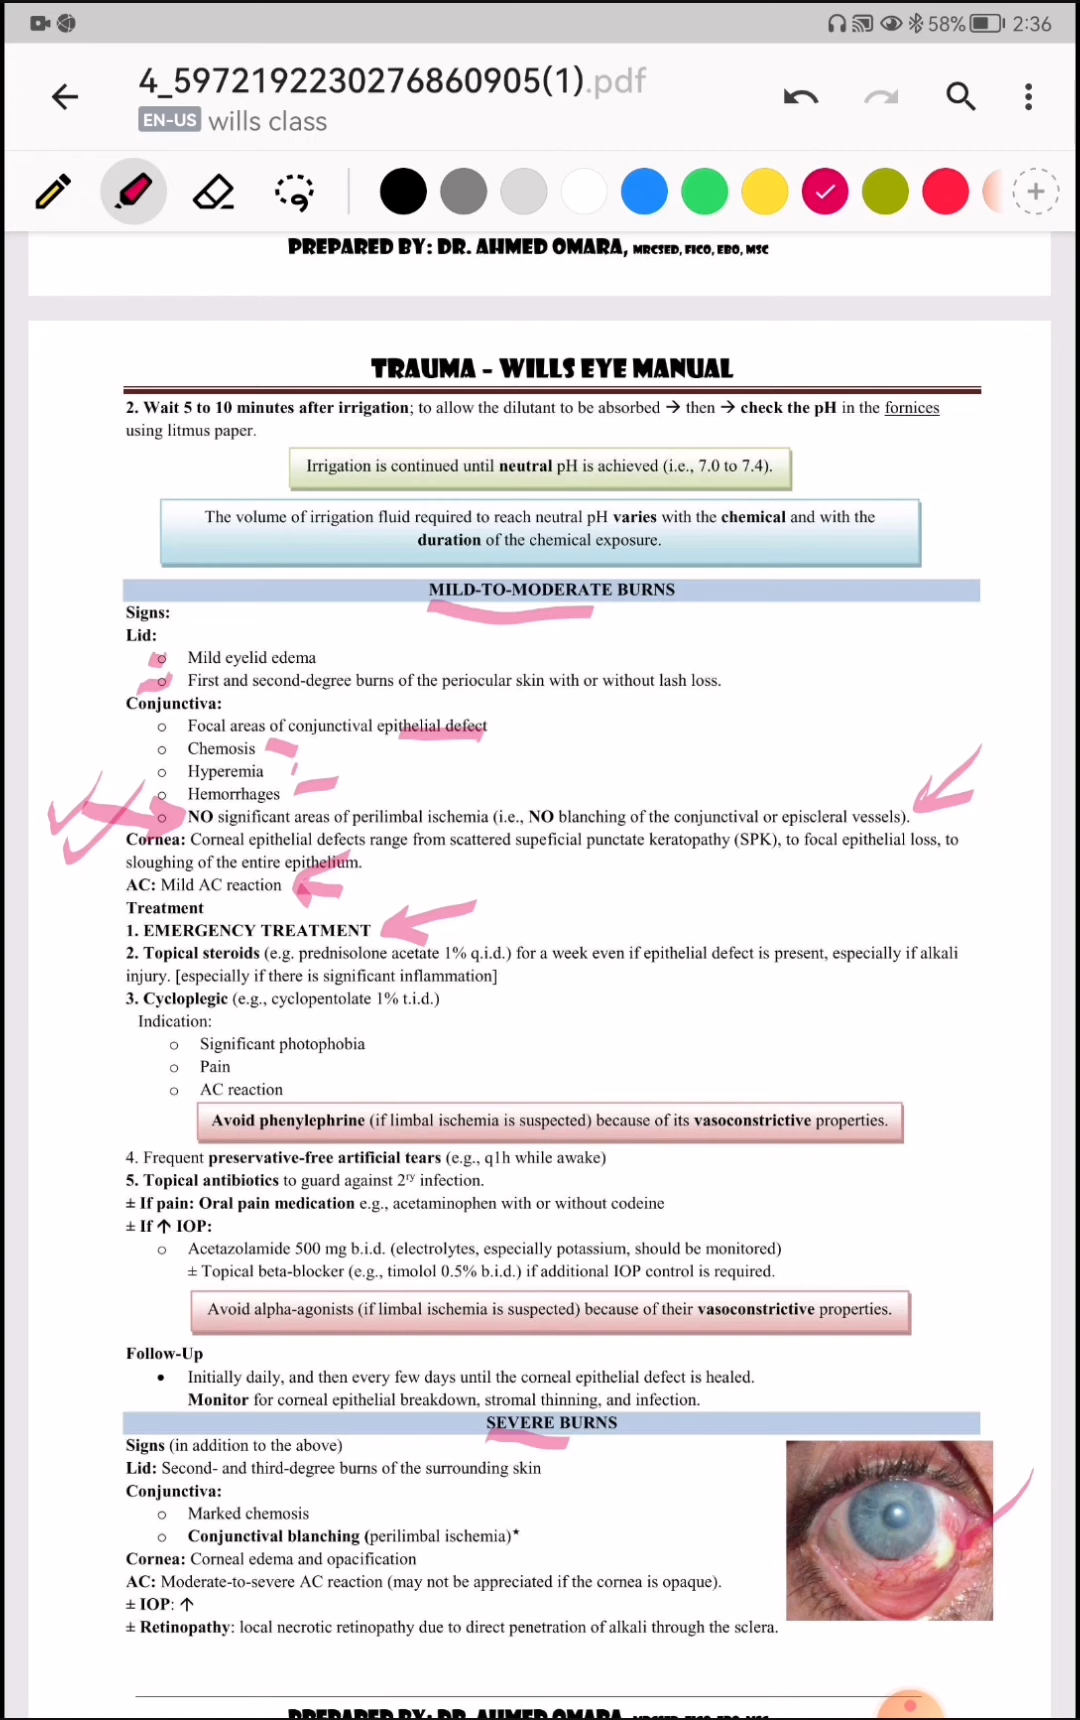 58% 2:36
4_5972192230276860905(1).pdf
EN-US wills class
PREPARED BY: DR. AHMED OMARA, MRCSED, FICO, EBO, MSC
TRAUMA - WILLS EYE MANUAL
2. Wait 5 to 10 minutes after irrigation; to allow the dilutant to be absorbed → then → check the pH in the fornices
using litmus paper.
Irrigation is continued until neutral pH is achieved (i.e., 7.0 to 7.4).
The volume of irrigation fluid required to reach neutral pH varies with the chemical and with the
duration of the chemical exposure.
MILD-TO-MODERATE BURNS
Signs:
Lid:
o Mild eyelid edema
o First and second-degree burns of the periocular skin with or without lash loss.
Conjunctiva:
o Focal areas of conjunctival epithelial defect
o Chemosis
o Hyperemia
o Hemorrhages
o NO significant areas of perilimbal ischemia (i.e., NO blanching of the conjunctival or episcleral vessels).
Cornea: Corneal epithelial defects range from scattered supeficial punctate keratopathy (SPK), to focal epithelial loss, to
sloughing of the entire epithelium.
AC: Mild AC reaction
Treatment
1. EMERGENCY TREATMENT
2. Topical steroids (e.g. prednisolone acetate 1% q.i.d.) for a week even if epithelial defect is present, especially if alkali
injury. [especially if there is significant inflammation]
3. Cycloplegic (e.g., cyclopentolate 1% t.i.d.)
Indication:
o Significant photophobia
o Pain
o AC reaction
Avoid phenylephrine (if limbal ischemia is suspected) because of its vasoconstrictive properties.
4. Frequent preservative-free artificial tears (e.g., q1h while awake)
5. Topical antibiotics to guard against 2ry infection.
± If pain: Oral pain medication e.g., acetaminophen with or without codeine
± If ↑ IOP:
o Acetazolamide 500 mg b.i.d. (electrolytes, especially potassium, should be monitored)
± Topical beta-blocker (e.g., timolol 0.5% b.i.d.) if additional IOP control is required.
Avoid alpha-agonists (if limbal ischemia is suspected) because of their vasoconstrictive properties.
Follow-Up
• Initially daily, and then every few days until the corneal epithelial defect is healed.
Monitor for corneal epithelial breakdown, stromal thinning, and infection.
SEVERE BURNS
Signs (in addition to the above)
Lid: Second- and third-degree burns of the surrounding skin
Conjunctiva:
o Marked chemosis
o Conjunctival blanching (perilimbal ischemia)*
Cornea: Corneal edema and opacification
AC: Moderate-to-severe AC reaction (may not be appreciated if the cornea is opaque).
± IOP: ↑
± Retinopathy: local necrotic retinopathy due to direct penetration of alkali through the sclera.
PREPARED BY: DR. AHMED OMARA,